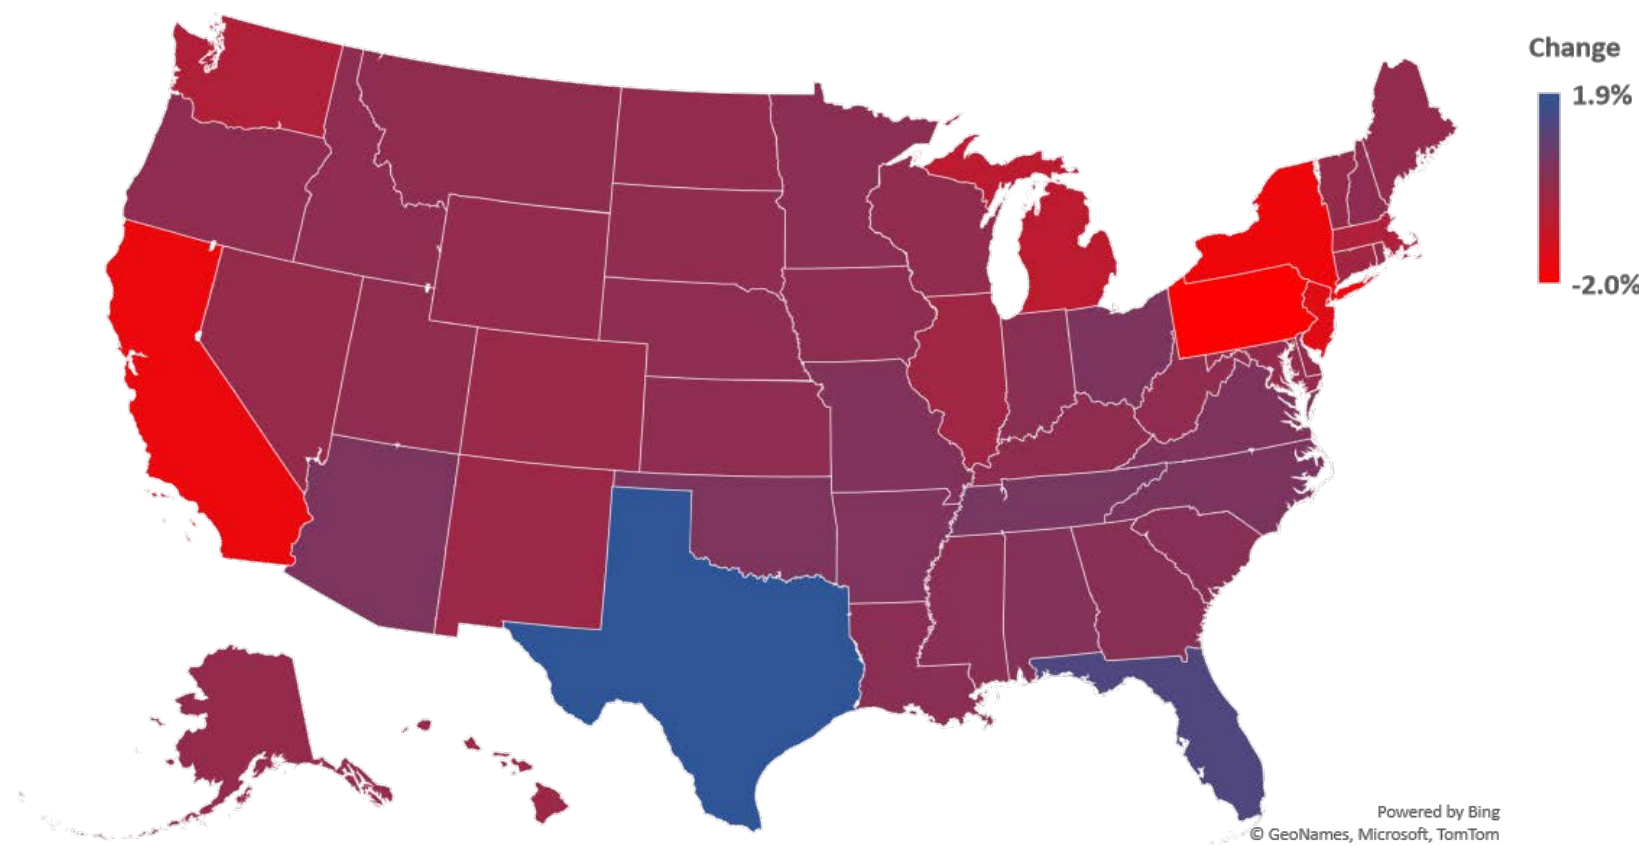 Change
1.9%
-2.0%
Powered by Bing
© GeoNames, Microsoft, TomTom